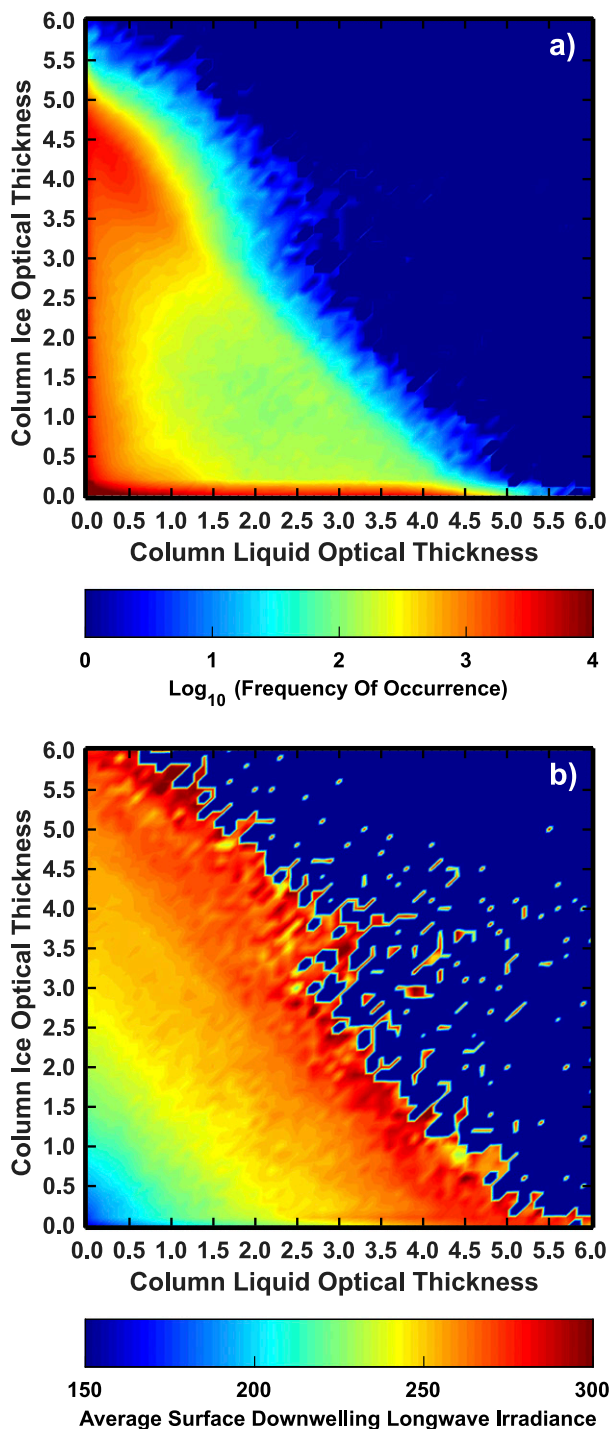 a)
6.0
5.5
5.0
4.5
4.0
3.5
3.0
2.5
2.0
1.5
1.0
0.5
0.0
Column Ice Optical Thickness
0.0 0.5 1.0 1.5 2.0 2.5 3.0 3.5 4.0 4.5 5.0 5.5 6.0
Column Liquid Optical Thickness
0 1 2 3 4
Log10 (Frequency Of Occurrence)
b)
6.0
5.5
5.0
4.5
4.0
3.5
3.0
2.5
2.0
1.5
1.0
0.5
0.0
Column Ice Optical Thickness
0.0 0.5 1.0 1.5 2.0 2.5 3.0 3.5 4.0 4.5 5.0 5.5 6.0
Column Liquid Optical Thickness
150 200 250 300
Average Surface Downwelling Longwave Irradiance